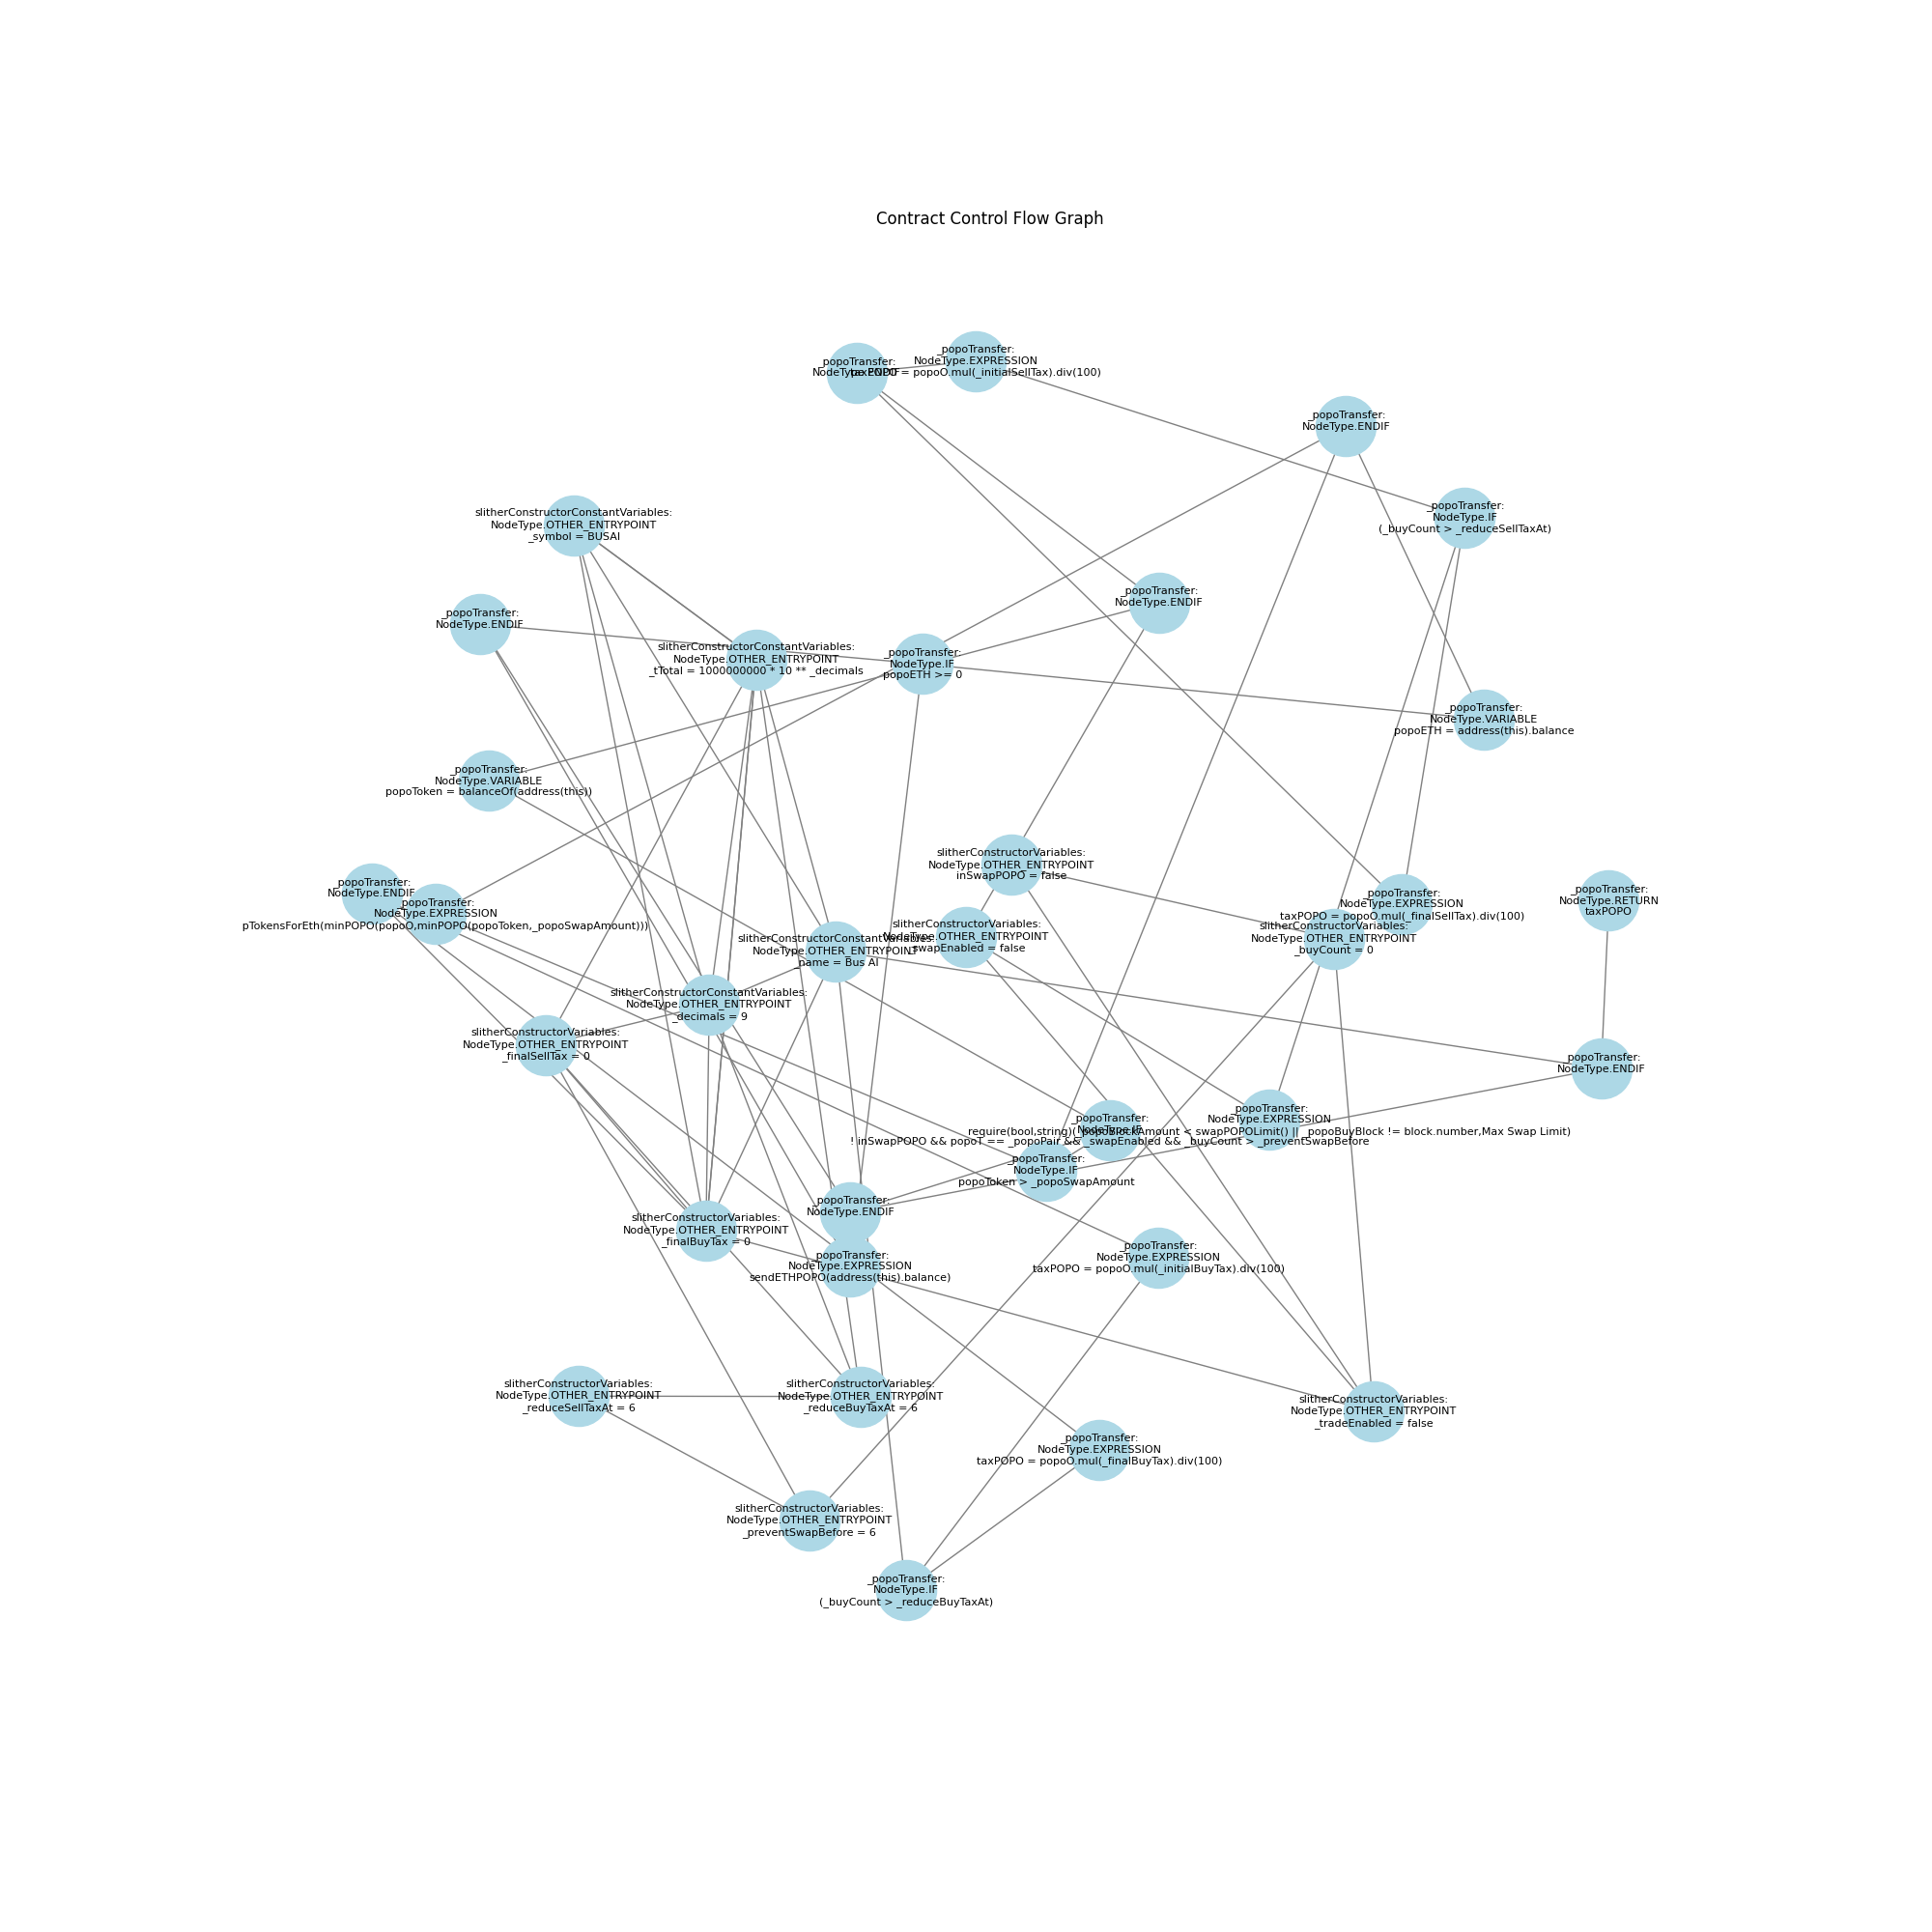 Contract Control Flow Graph
_popoTransfer:
NodeType.EXPRESSION
taxPOPO = popoO.mul(_initialSellTax).div(100)
_popoTransfer:
NodeType.ENDIF
_popoTransfer:
NodeType.ENDIF
_popoTransfer:
NodeType.IF
(_buyCount > _reduceSellTaxAt)
slitherConstructorConstantVariables:
NodeType.OTHER_ENTRYPOINT
_symbol = BUSAI
_popoTransfer:
NodeType.ENDIF
_popoTransfer:
NodeType.ENDIF
slitherConstructorConstantVariables:
NodeType.OTHER_ENTRYPOINT
_tTotal = 1000000000 * 10 ** _decimals
_popoTransfer:
NodeType.IF
popoETH >= 0
_popoTransfer:
NodeType.VARIABLE
popoETH = address(this).balance
_popoTransfer:
NodeType.VARIABLE
popoToken = balanceOf(address(this))
slitherConstructorVariables:
NodeType.OTHER_ENTRYPOINT
inSwapPOPO = false
_popoTransfer:
NodeType.ENDIF
_popoTransfer:
NodeType.EXPRESSION
pTokensForEth(minPOPO(popoO,minPOPO(popoToken,_popoSwapAmount)))
_popoTransfer:
NodeType.EXPRESSION
taxPOPO = popoO.mul(_finalSellTax).div(100)
_popoTransfer:
NodeType.RETURN
taxPOPO
slitherConstructorVariables:
NodeType.OTHER_ENTRYPOINT
_swapEnabled = false
slitherConstructorVariables:
NodeType.OTHER_ENTRYPOINT
_buyCount = 0
slitherConstructorConstantVariables:
NodeType.OTHER_ENTRYPOINT
_name = Bus AI
slitherConstructorConstantVariables:
NodeType.OTHER_ENTRYPOINT
_decimals = 9
slitherConstructorVariables:
NodeType.OTHER_ENTRYPOINT
_finalSellTax = 0
_popoTransfer:
NodeType.ENDIF
_popoTransfer:
NodeType.EXPRESSION
require(bool,string)(_popoBlockAmount < swapPOPOLimit() || _popoBuyBlock != block.number,Max Swap Limit)
_popoTransfer:
NodeType.IF
! inSwapPOPO && popoT == _popoPair && _swapEnabled && _buyCount > _preventSwapBefore
_popoTransfer:
NodeType.IF
popoToken > _popoSwapAmount
_popoTransfer:
NodeType.ENDIF
slitherConstructorVariables:
NodeType.OTHER_ENTRYPOINT
_finalBuyTax = 0
_popoTransfer:
NodeType.EXPRESSION
sendETHPOPO(address(this).balance)
_popoTransfer:
NodeType.EXPRESSION
taxPOPO = popoO.mul(_initialBuyTax).div(100)
slitherConstructorVariables:
NodeType.OTHER_ENTRYPOINT
_reduceSellTaxAt = 6
slitherConstructorVariables:
NodeType.OTHER_ENTRYPOINT
_reduceBuyTaxAt = 6
slitherConstructorVariables:
NodeType.OTHER_ENTRYPOINT
_tradeEnabled = false
_popoTransfer:
NodeType.EXPRESSION
taxPOPO = popoO.mul(_finalBuyTax).div(100)
slitherConstructorVariables:
NodeType.OTHER_ENTRYPOINT
_preventSwapBefore = 6
_popoTransfer:
NodeType.IF
(_buyCount > _reduceBuyTaxAt)